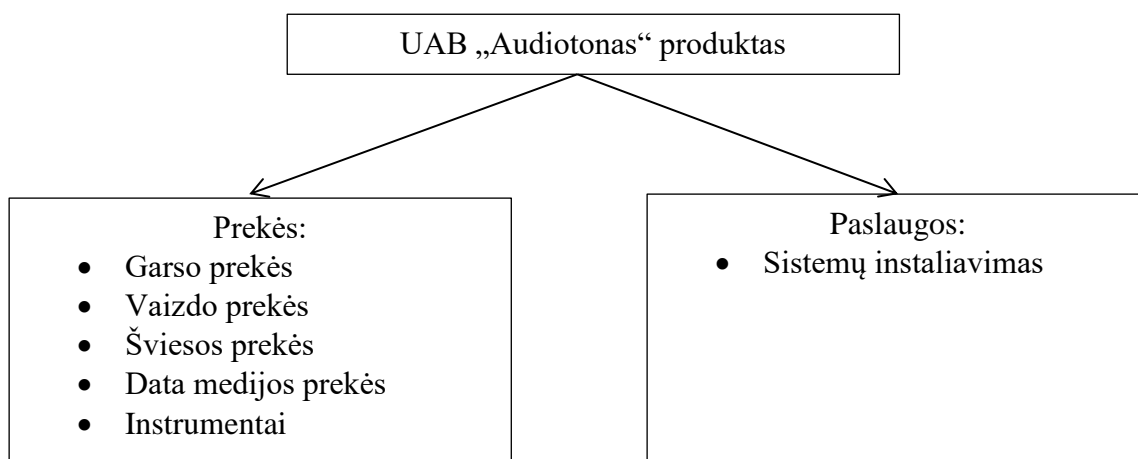 UAB „Audiotonas“ produktas
Prekės:
• Garso prekės
• Vaizdo prekės
• Šviesos prekės
• Data medijos prekės
• Instrumentai
Paslaugos:
• Sistemų instaliavimas